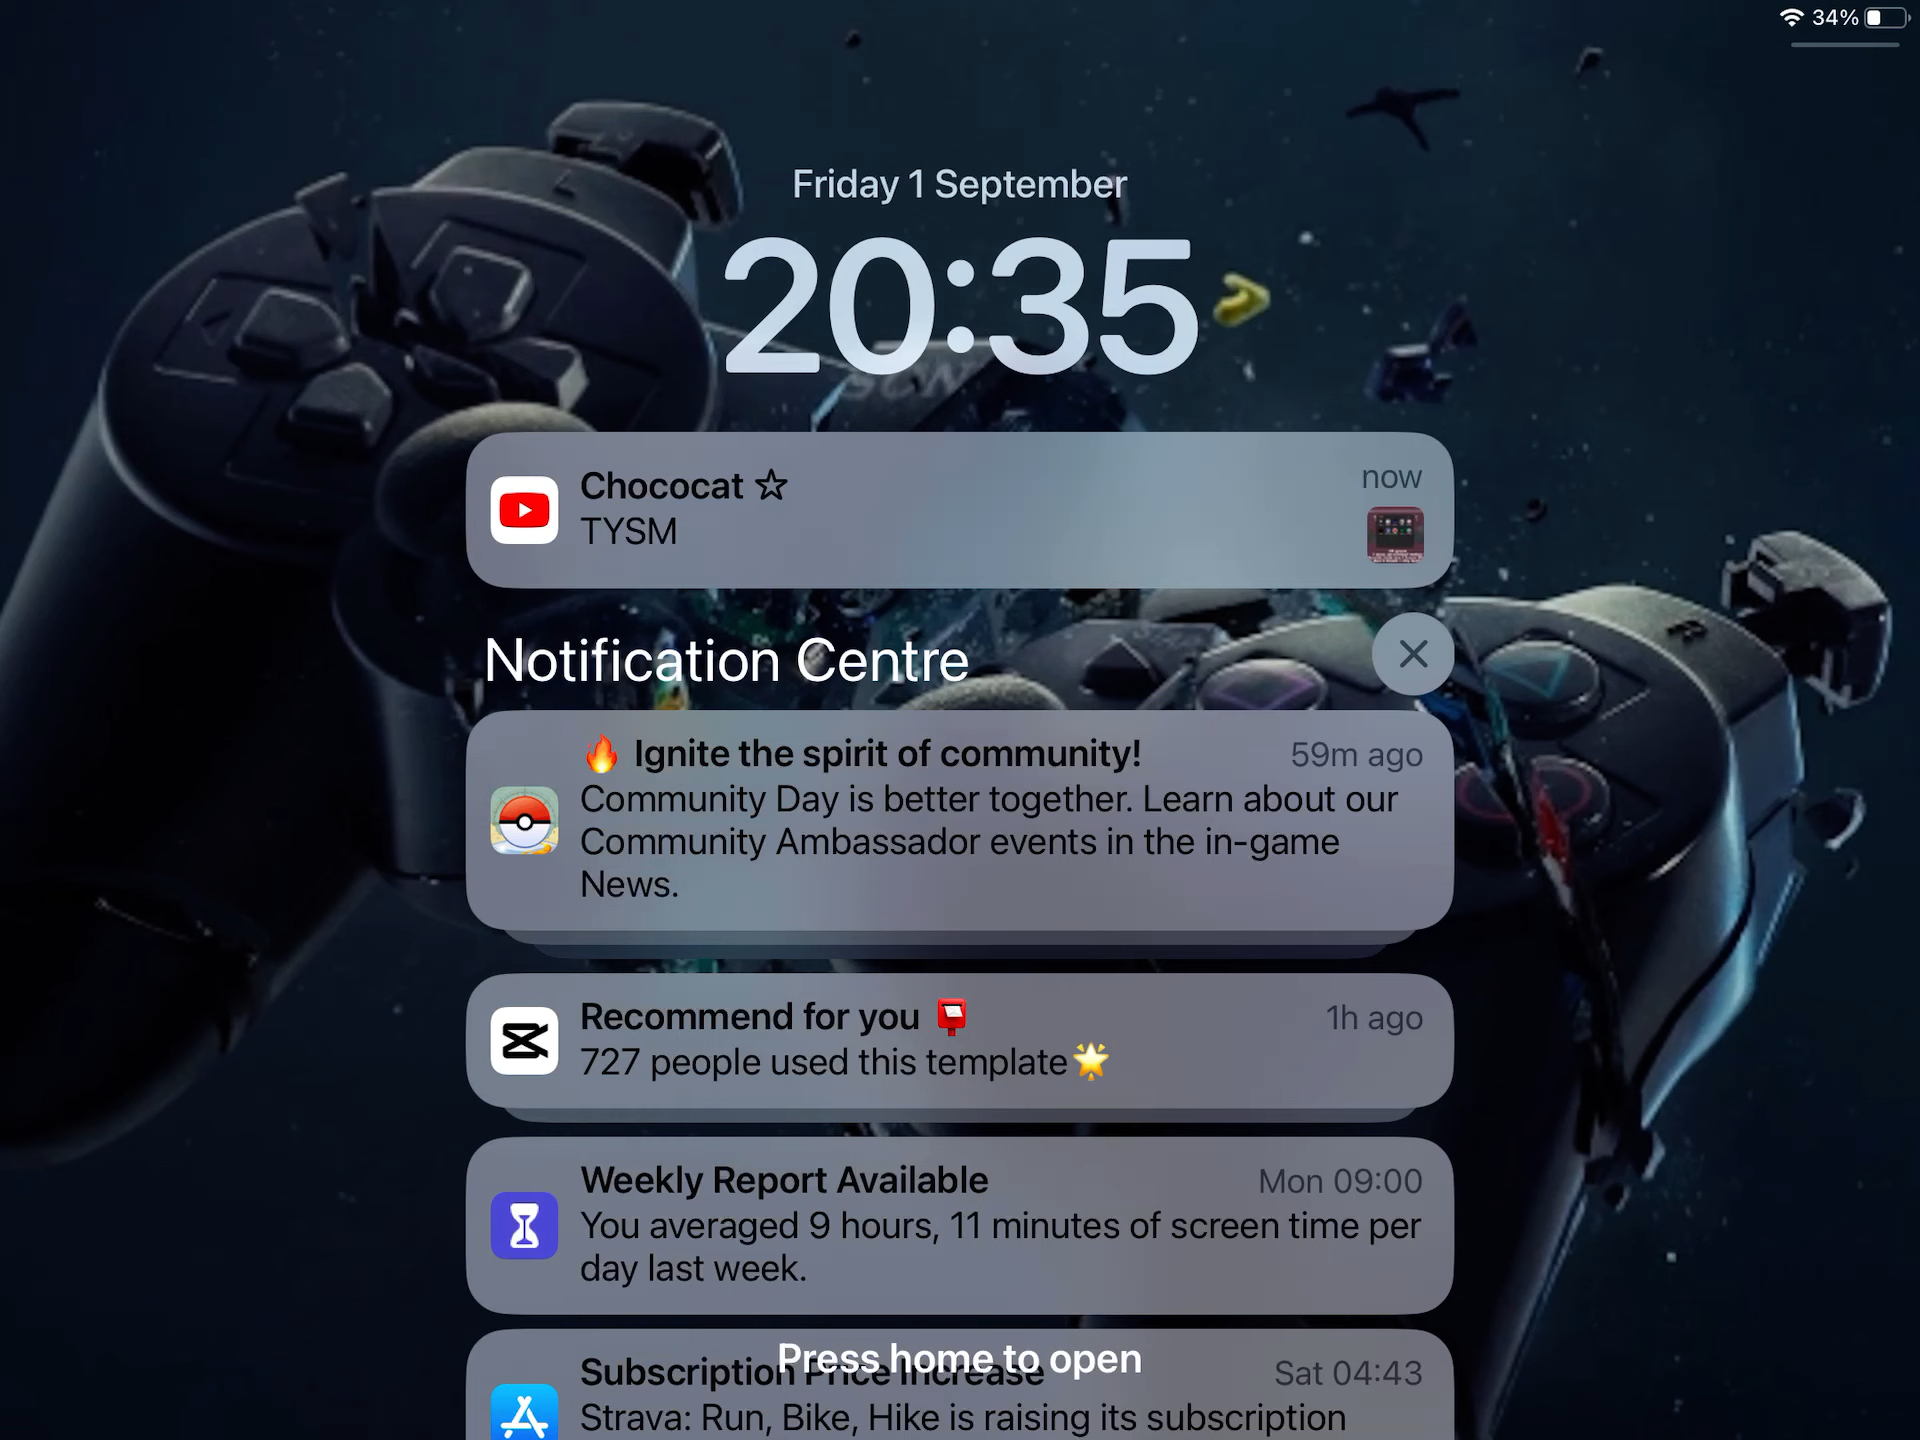 34%
Friday 1 September
20:35
Chococat ☆
now
TYSM
Notification Centre
🔥 Ignite the spirit of community!
59m ago
Community Day is better together. Learn about our
Community Ambassador events in the in-game
News.
Recommend for you 📮
1h ago
727 people used this template🌟
Weekly Report Available
Mon 09:00
You averaged 9 hours, 11 minutes of screen time per
day last week.
Press home to open
Subscription Price Increase
Sat 04:43
Strava: Run, Bike, Hike is raising its subscription